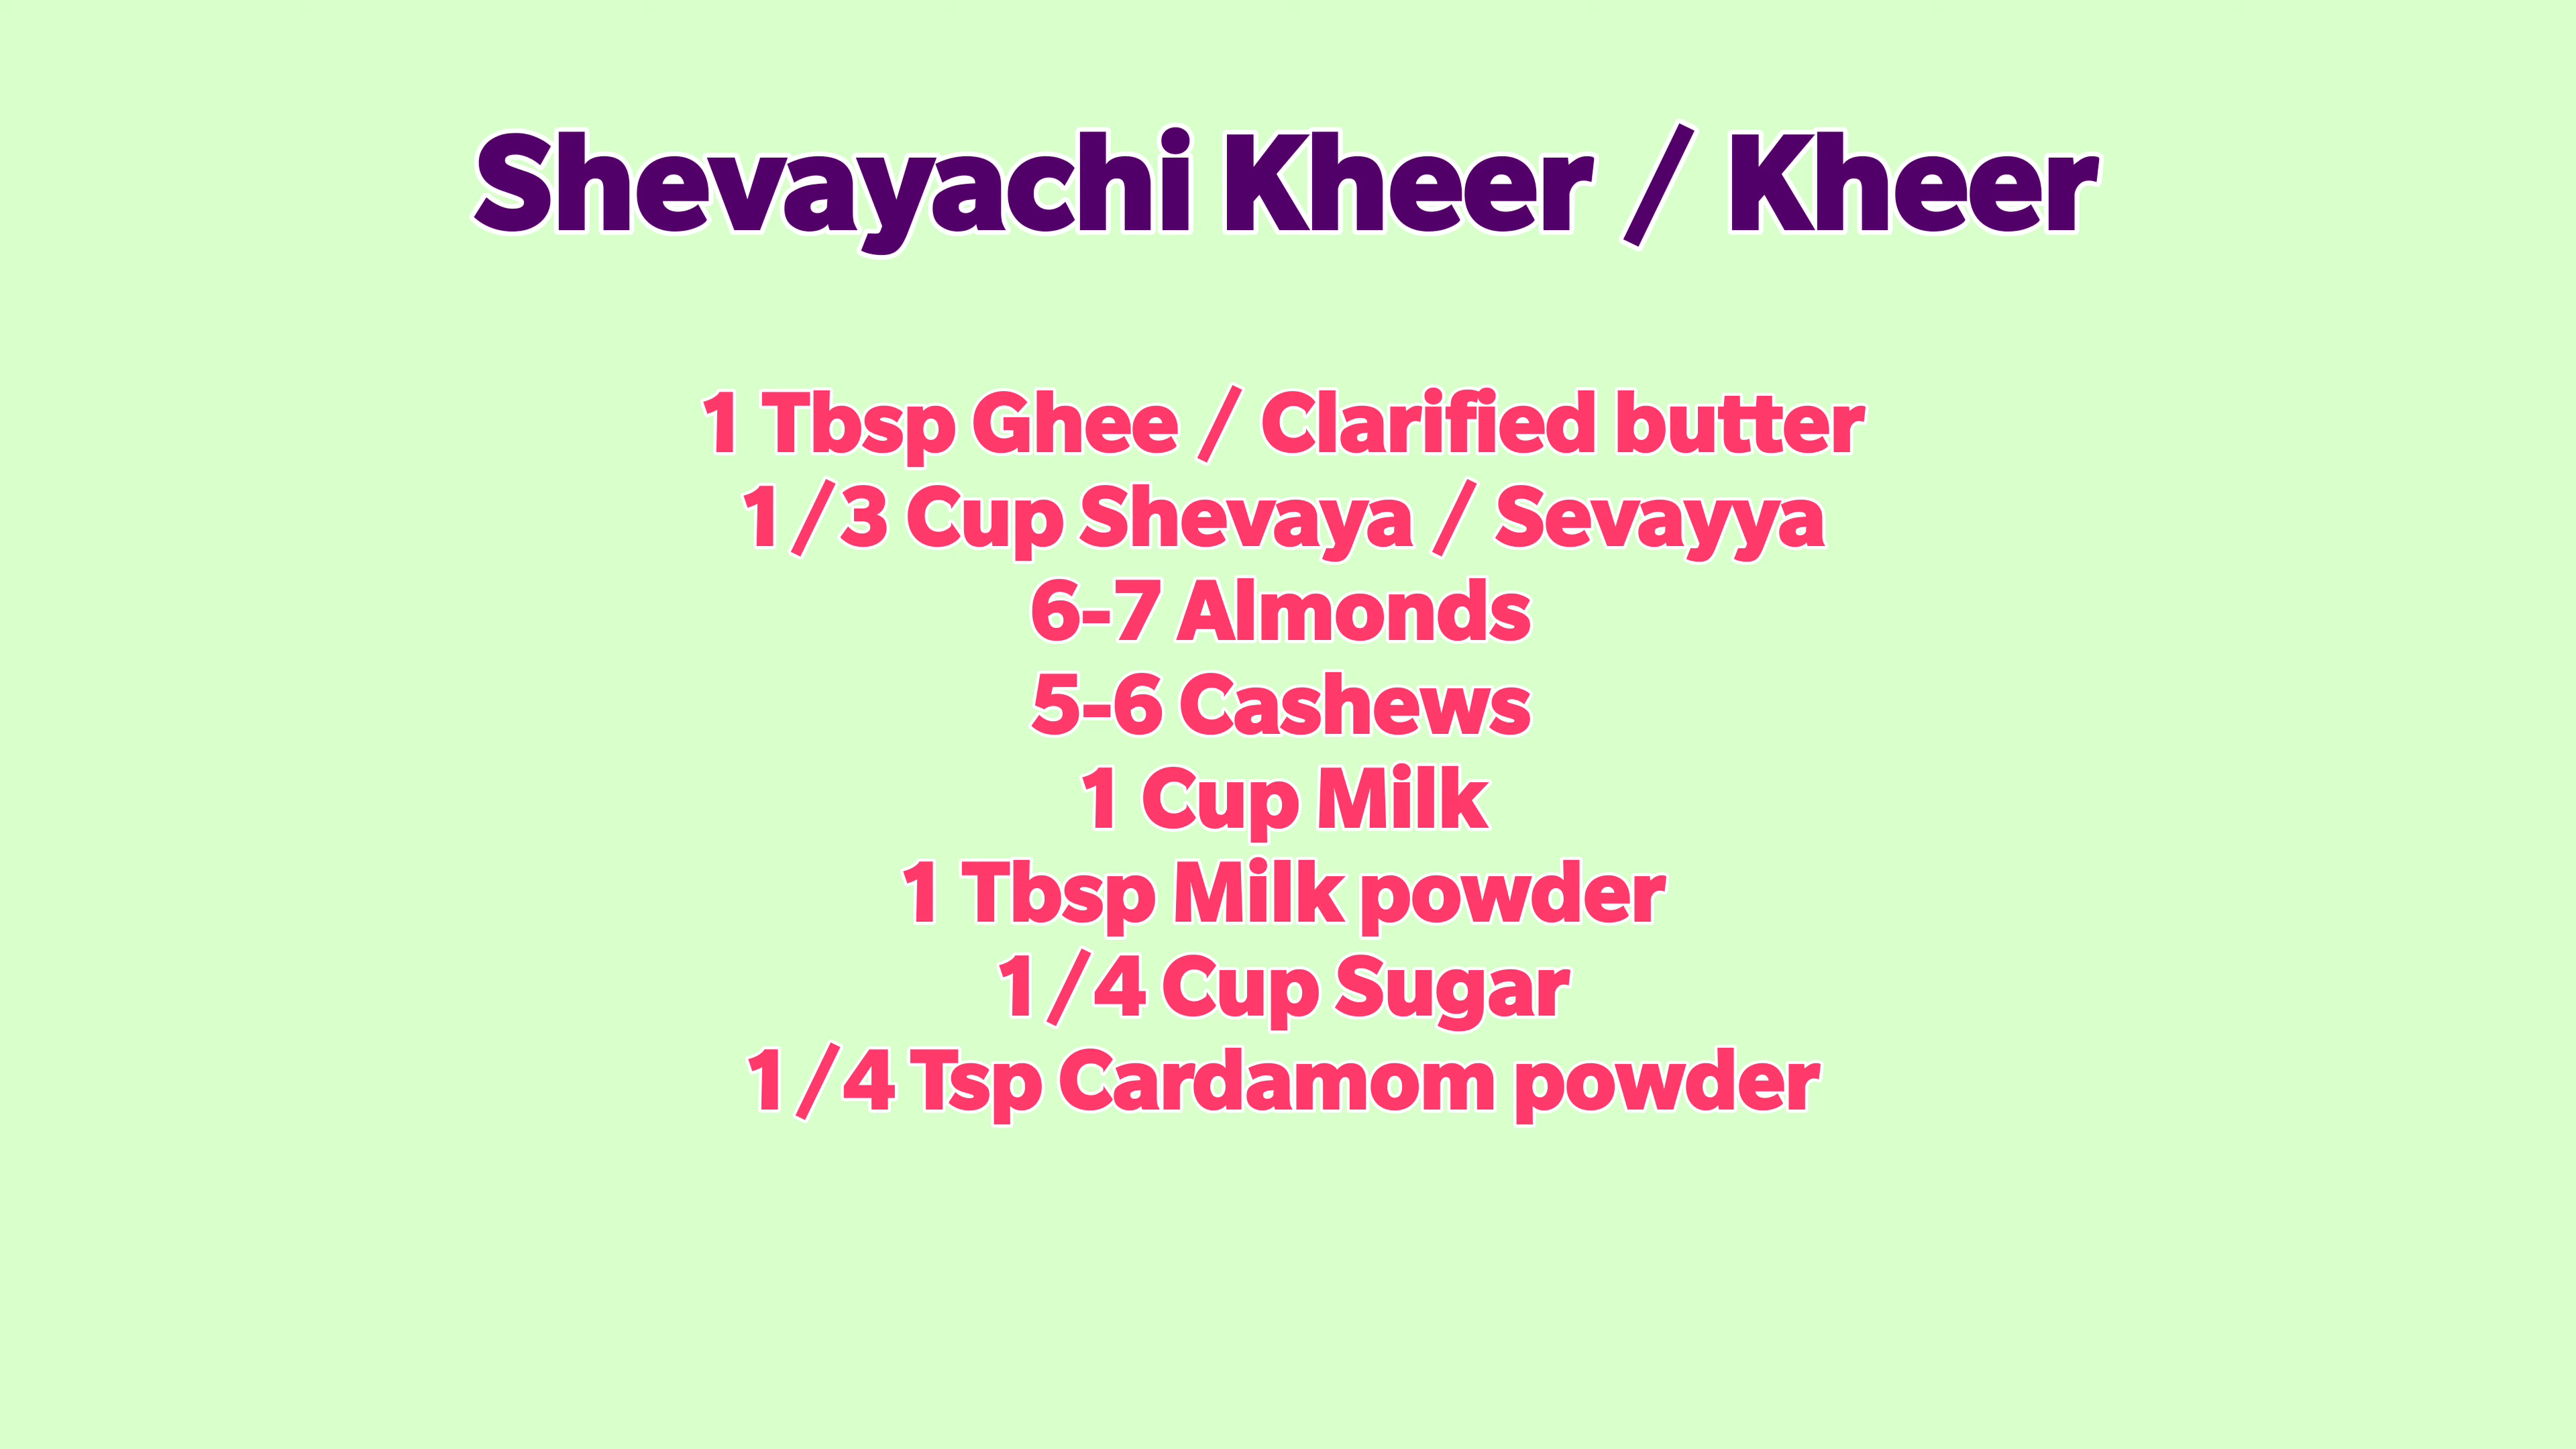 Shevayachi Kheer / Kheer
1 Tbsp Ghee / Clarified butter
1/3 Cup Shevaya / Sevayya
6-7 Almonds
5-6 Cashews
1 Cup Milk
1 Tbsp Milk powder
1/4 Cup Sugar
1/4 Tsp Cardamom powder